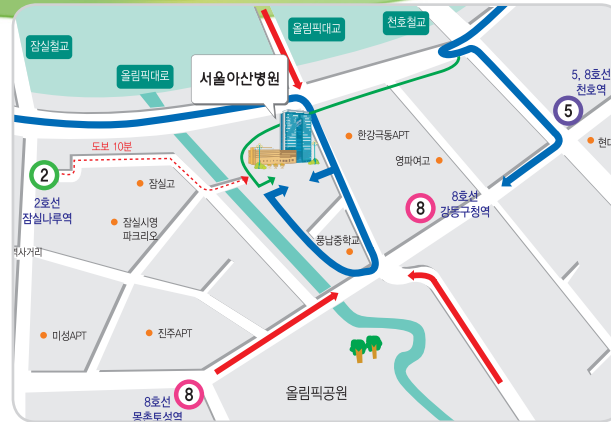 잠실철교
올림픽대교
천호철교
올림픽대로
서울아산병원
5, 8호선
천호역
5
한강극동APT
현대
영파여고
도보 10분
2
2호선
잠실나루역
잠실고
잠실시영
파크리오
8
8호선
강동구청역
풍납중학교
사거리
미성APT
진주APT
8
8호선
몽촌토성역
올림픽공원